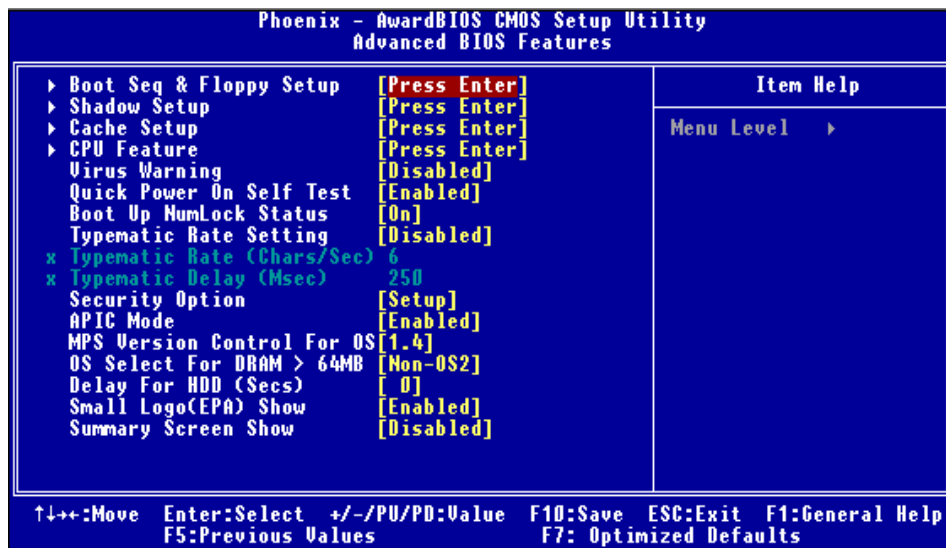 Phoenix - AwardBIOS CMOS Setup Utility
Advanced BIOS Features
▸ Boot Seq & Floppy Setup [Press Enter]
▸ Shadow Setup [Press Enter]
▸ Cache Setup [Press Enter]
▸ CPU Feature [Press Enter]
Virus Warning [Disabled]
Quick Power On Self Test [Enabled]
Boot Up NumLock Status [On]
Typematic Rate Setting [Disabled]
x Typematic Rate (Chars/Sec) 6
x Typematic Delay (Msec) 250
Security Option [Setup]
APIC Mode [Enabled]
MPS Version Control For OS[1.4]
OS Select For DRAM > 64MB [Non-OS2]
Delay For HDD (Secs) [ 0]
Small Logo(EPA) Show [Enabled]
Summary Screen Show [Disabled]
Item Help
Menu Level ▸
↑↓→←:Move Enter:Select +/-/PU/PD:Value F10:Save ESC:Exit F1:General Help
F5:Previous Values F7: Optimized Defaults